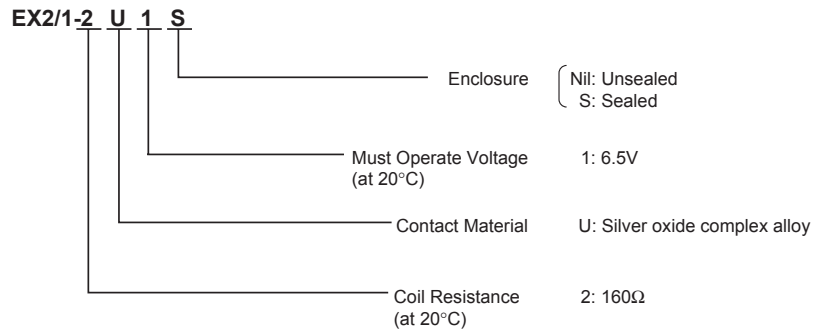 EX2/1-2 U 1 S
Enclosure Nil: Unsealed
S: Sealed
Must Operate Voltage 1: 6.5V
(at 20°C)
Contact Material U: Silver oxide complex alloy
Coil Resistance 2: 160Ω
(at 20°C)